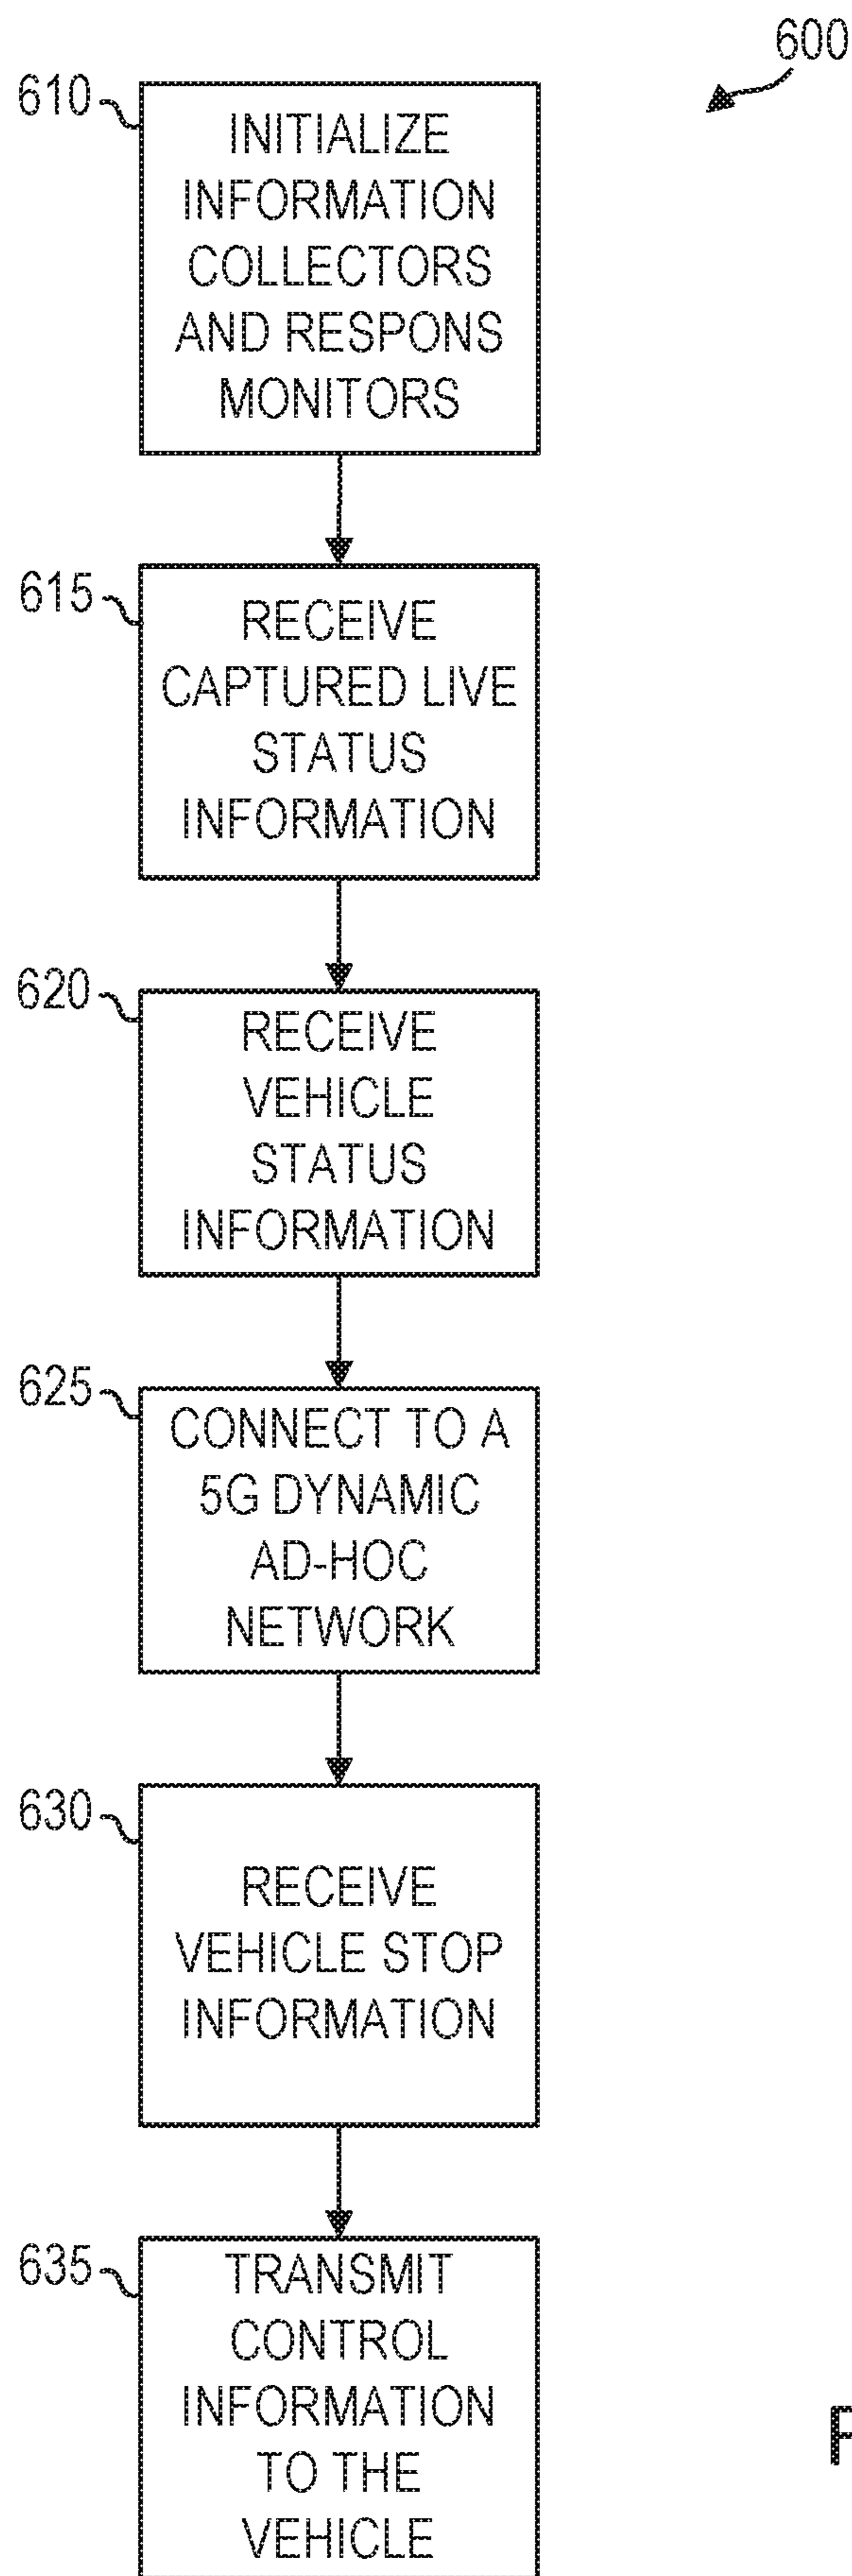 600
610
INITIALIZE
INFORMATION
COLLECTORS
AND RESPONS
MONITORS
615
RECEIVE
CAPTURED LIVE
STATUS
INFORMATION
620
RECEIVE
VEHICLE
STATUS
INFORMATION
625
CONNECT TO A
5G DYNAMIC
AD-HOC
NETWORK
630
RECEIVE
VEHICLE STOP
INFORMATION
635
TRANSMIT
CONTROL
INFORMATION
TO THE
VEHICLE